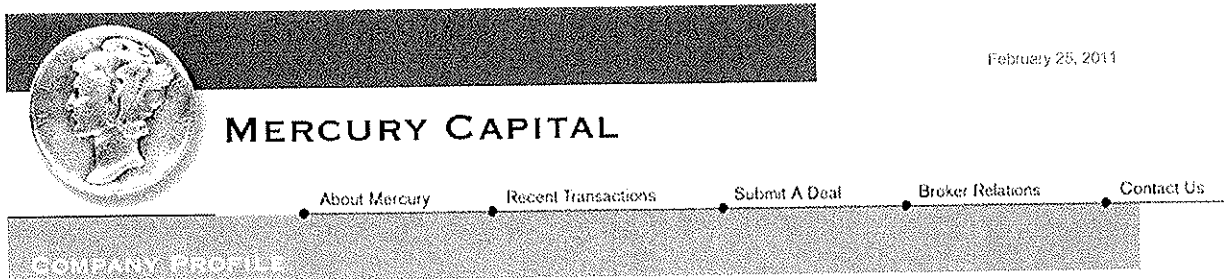 February 25, 2011
MERCURY CAPITAL
About Mercury Recent Transactions Submit A Deal Broker Relations Contact Us
COMPANY PROFILE